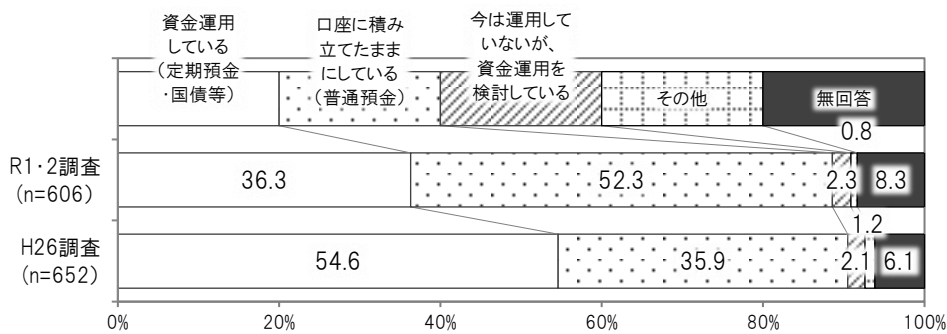 資金運用
している
(定期預金
・国債等)
口座に積み
立てたまま
にしている
(普通預金)
今は運用して
いないが、
資金運用を
検討している
その他
無回答
0.8
R1・2調査
(n=606)
36.3
52.3
2.3
8.3
1.2
H26調査
(n=652)
54.6
35.9
2.1
6.1
0%
20%
40%
60%
80%
100%